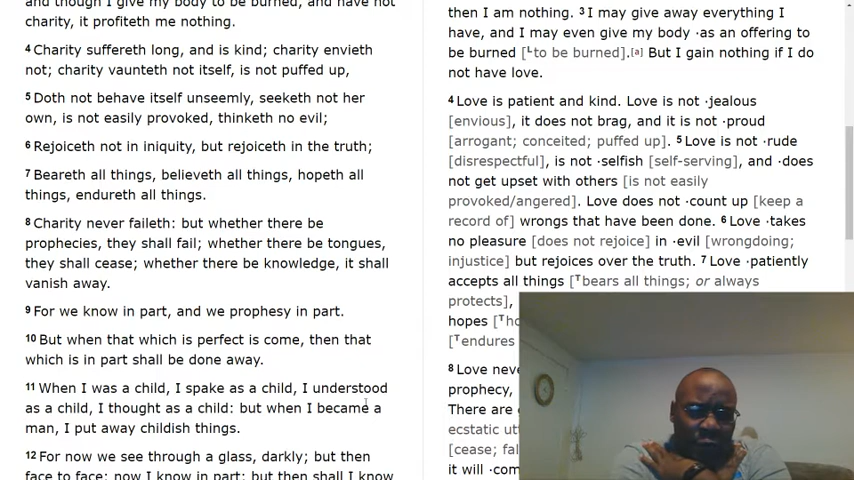 and though I give my body to be burned, and have not
charity, it profiteth me nothing.
4 Charity suffereth long, and is kind; charity envieth
not; charity vaunteth not itself, is not puffed up,
5 Doth not behave itself unseemly, seeketh not her
own, is not easily provoked, thinketh no evil;
6 Rejoiceth not in iniquity, but rejoiceth in the truth;
7 Beareth all things, believeth all things, hopeth all
things, endureth all things.
8 Charity never faileth: but whether there be
prophecies, they shall fail; whether there be tongues,
they shall cease; whether there be knowledge, it shall
vanish away.
9 For we know in part, and we prophesy in part.
10 But when that which is perfect is come, then that
which is in part shall be done away.
11 When I was a child, I spake as a child, I understood
as a child, I thought as a child: but when I became a
man, I put away childish things.
12 For now we see through a glass, darkly; but then
face to face: now I know in part; but then shall I know
then I am nothing. 3 I may give away everything I
have, and I may even give my body ·as an offering to
be burned [L to be burned].[a] But I gain nothing if I do
not have love.
4 Love is patient and kind. Love is not ·jealous
[envious], it does not brag, and it is not ·proud
[arrogant; conceited; puffed up]. 5 Love is not ·rude
[disrespectful], is not ·selfish [self-serving], and ·does
not get upset with others [is not easily
provoked/angered]. Love does not ·count up [keep a
record of] wrongs that have been done. 6 Love ·takes
no pleasure [does not rejoice] in ·evil [wrongdoing;
injustice] but rejoices over the truth. 7 Love ·patiently
accepts all things [T bears all things; or always
protects],
hopes [T
[T endures
8 Love
prophecy,
There are
ecstatic
[cease;
it will